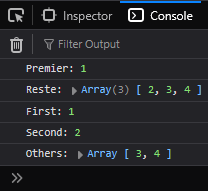 Inspector Console
Filter Output
Premier: 1
Reste: ▶ Array(3) [ 2, 3, 4 ]
First: 1
Second: 2
Others: ▶ Array [ 3, 4 ]
»